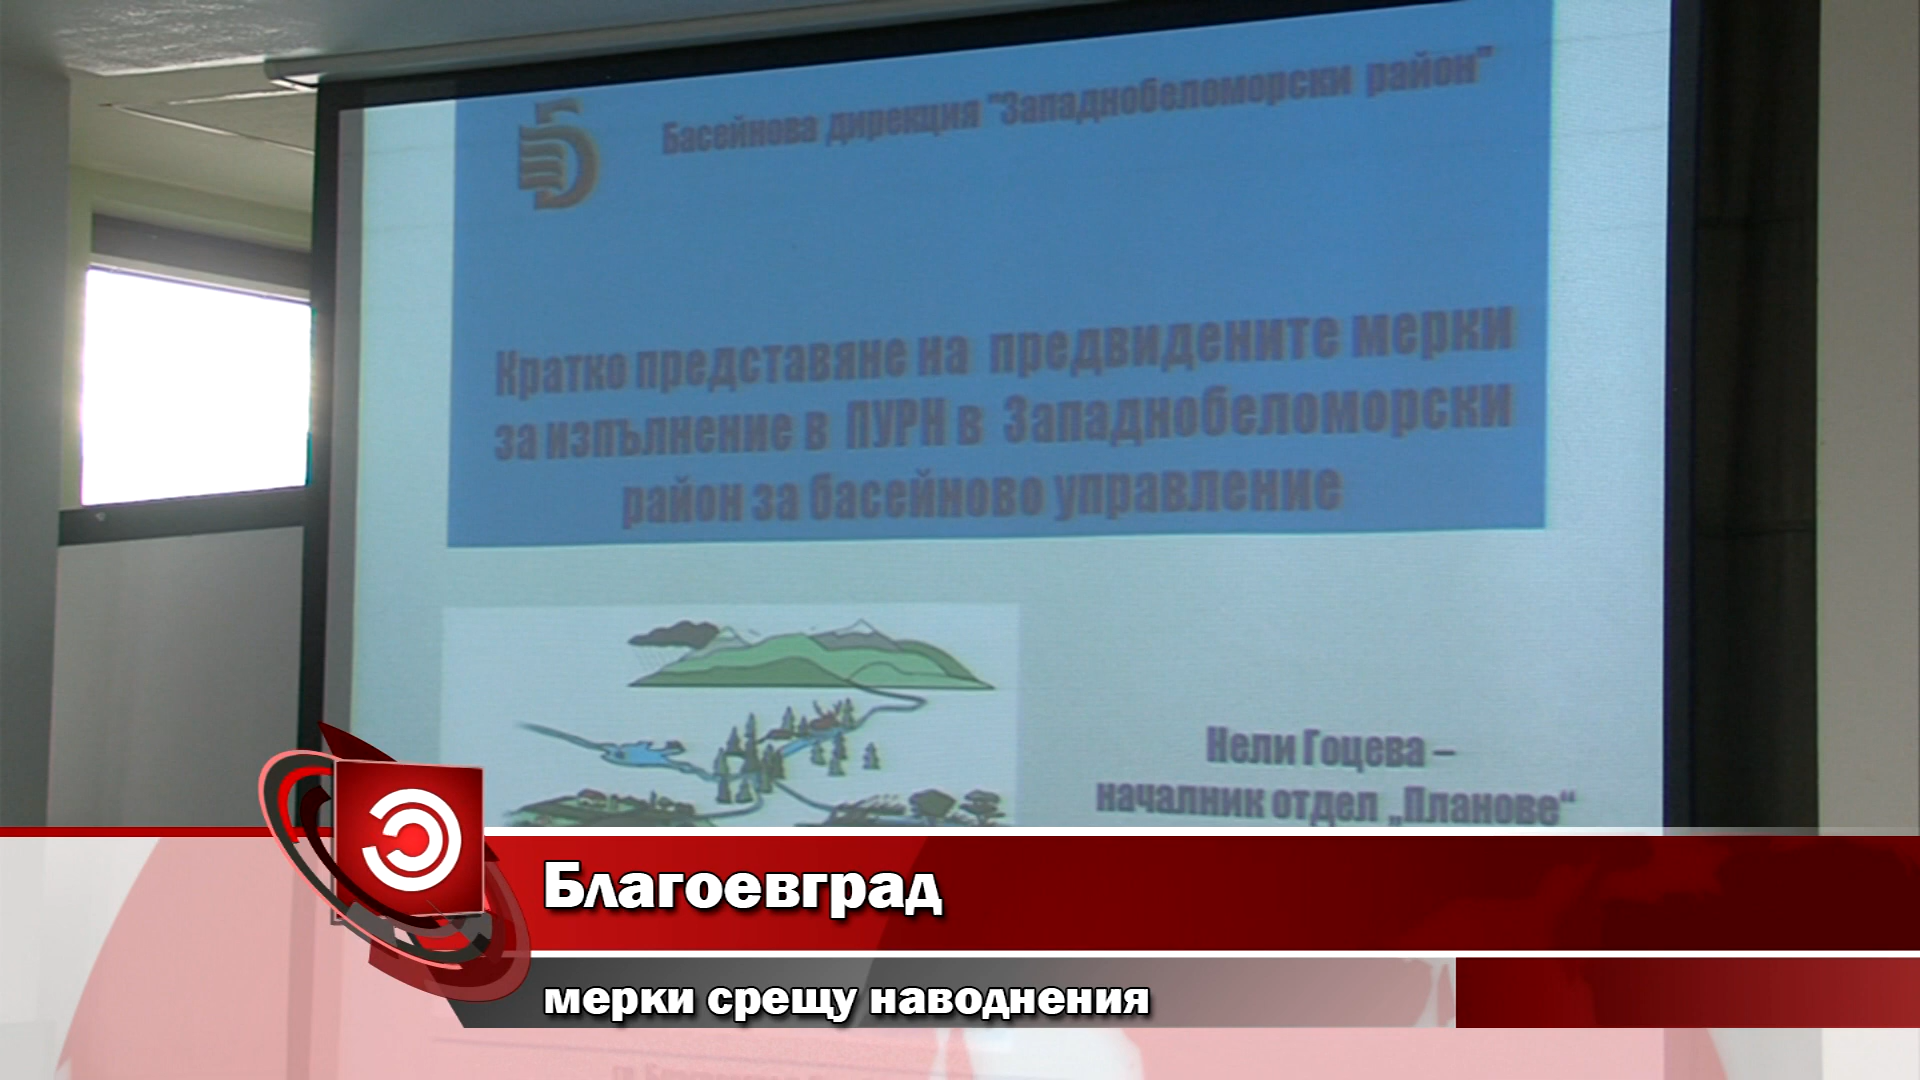 Басейнова дирекция "Западнобеломорски район"
Кратко представяне на предвидените мерки
за изпълнение в ПУРН в Западнобеломорски
район за басейново управление
Нели Гоцева –
началник отдел „Планове“
Благоевград
мерки срещу наводнения